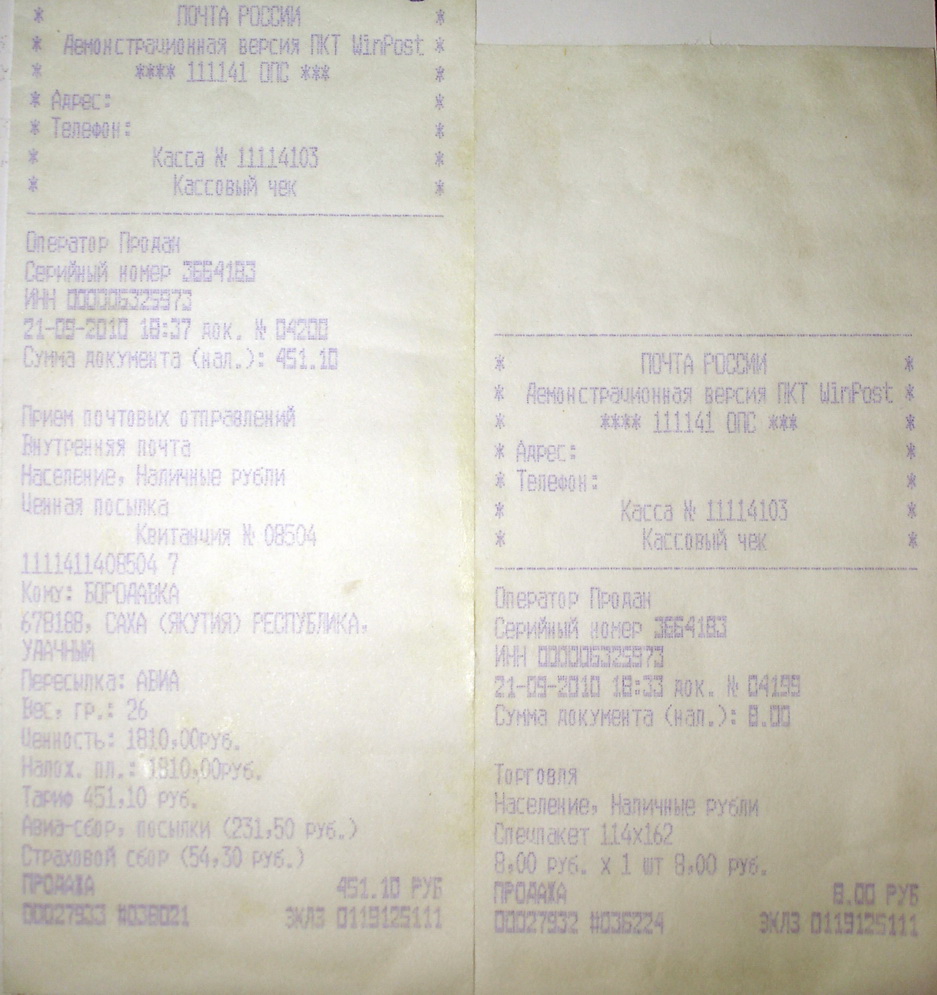 * ПОЧТА РОССИИ *
* Демонстрационная версия ПКТ WinPost *
* **** 111141 ОПС *** *
* Адрес: *
* Телефон: *
* Касса № 11114103 *
* Кассовый чек *
Оператор Продан
Серийный номер 3664183
ИНН 000006325973
21-09-2010 18:37 док. № 04200
Сумма документа (нал.): 451.10
Прием почтовых отправлений
Внутренняя почта
Население, Наличные рубли
Ценная посылка
Квитанция № 08504
1111411408504 7
Кому: БОРОДАВКА
678188, САХА (ЯКУТИЯ) РЕСПУБЛИКА,
УДАЧНЫЙ
Пересылка: АВИА
Вес, гр.: 26
Ценность: 1810,00руб.
Налож. пл.: 1810,00руб.
Тариф 451,10 руб.
Авиа-сбор, посылки (231,50 руб.)
Страховой сбор (54,30 руб.)
ПРОДАЖА 451.10 РУБ
00027933 #038021 ЭКЛЗ 0119125111
* ПОЧТА РОССИИ *
* Демонстрационная версия ПКТ WinPost *
* **** 111141 ОПС *** *
* Адрес: *
* Телефон: *
* Касса № 11114103 *
* Кассовый чек *
Оператор Продан
Серийный номер 3664183
ИНН 000006325973
21-09-2010 18:33 док. № 04199
Сумма документа (нал.): 8.00
Торговля
Население, Наличные рубли
Спецпакет 114x162
8,00 руб. x 1 шт 8,00 руб.
ПРОДАЖА 8.00 РУБ
00027932 #036224 ЭКЛЗ 0119125111